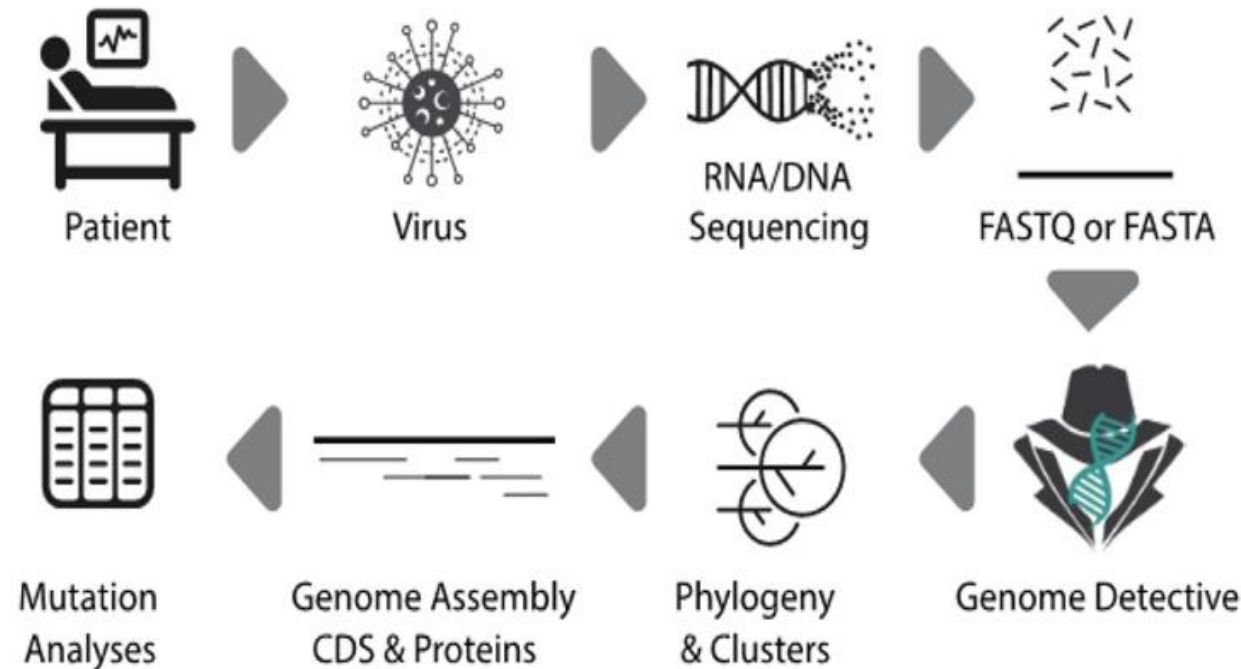 Patient
Virus
RNA/DNA
Sequencing
FASTQ or FASTA
Genome Detective
Phylogeny
& Clusters
Genome Assembly
CDS & Proteins
Mutation
Analyses